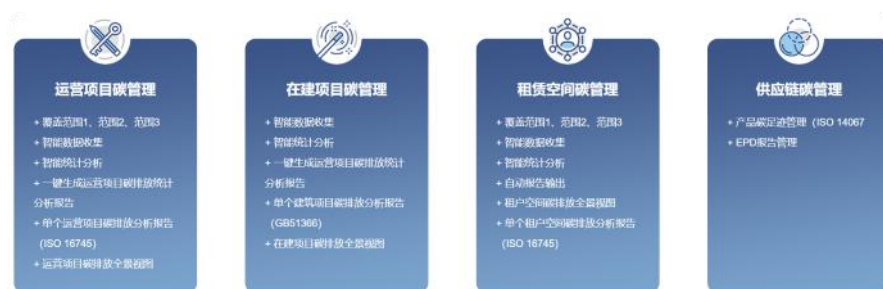 运营项目碳管理
+ 覆盖范围1、范围2、范围3
+ 智能数据收集
+ 智能统计分析
+ 一键生成运营项目碳排放统计
分析报告
+ 单个运营项目碳排放分析报告
(ISO 16745)
+ 运营项目碳排放全景视图
在建项目碳管理
+ 智能数据收集
+ 智能统计分析
+ 一键生成运营项目碳排放统计
分析报告
+ 单个建筑项目碳排放分析报告
(GB51366)
+ 在建项目碳排放全景视图
租赁空间碳管理
+ 覆盖范围1、范围2、范围3
+ 智能数据收集
+ 智能统计分析
+ 自动报告输出
+ 租户空间碳排放全景视图
+ 单个租户空间碳排放分析报告
(ISO 16745)
供应链碳管理
+ 产品碳足迹管理 (ISO 14067
+ EPD报告管理